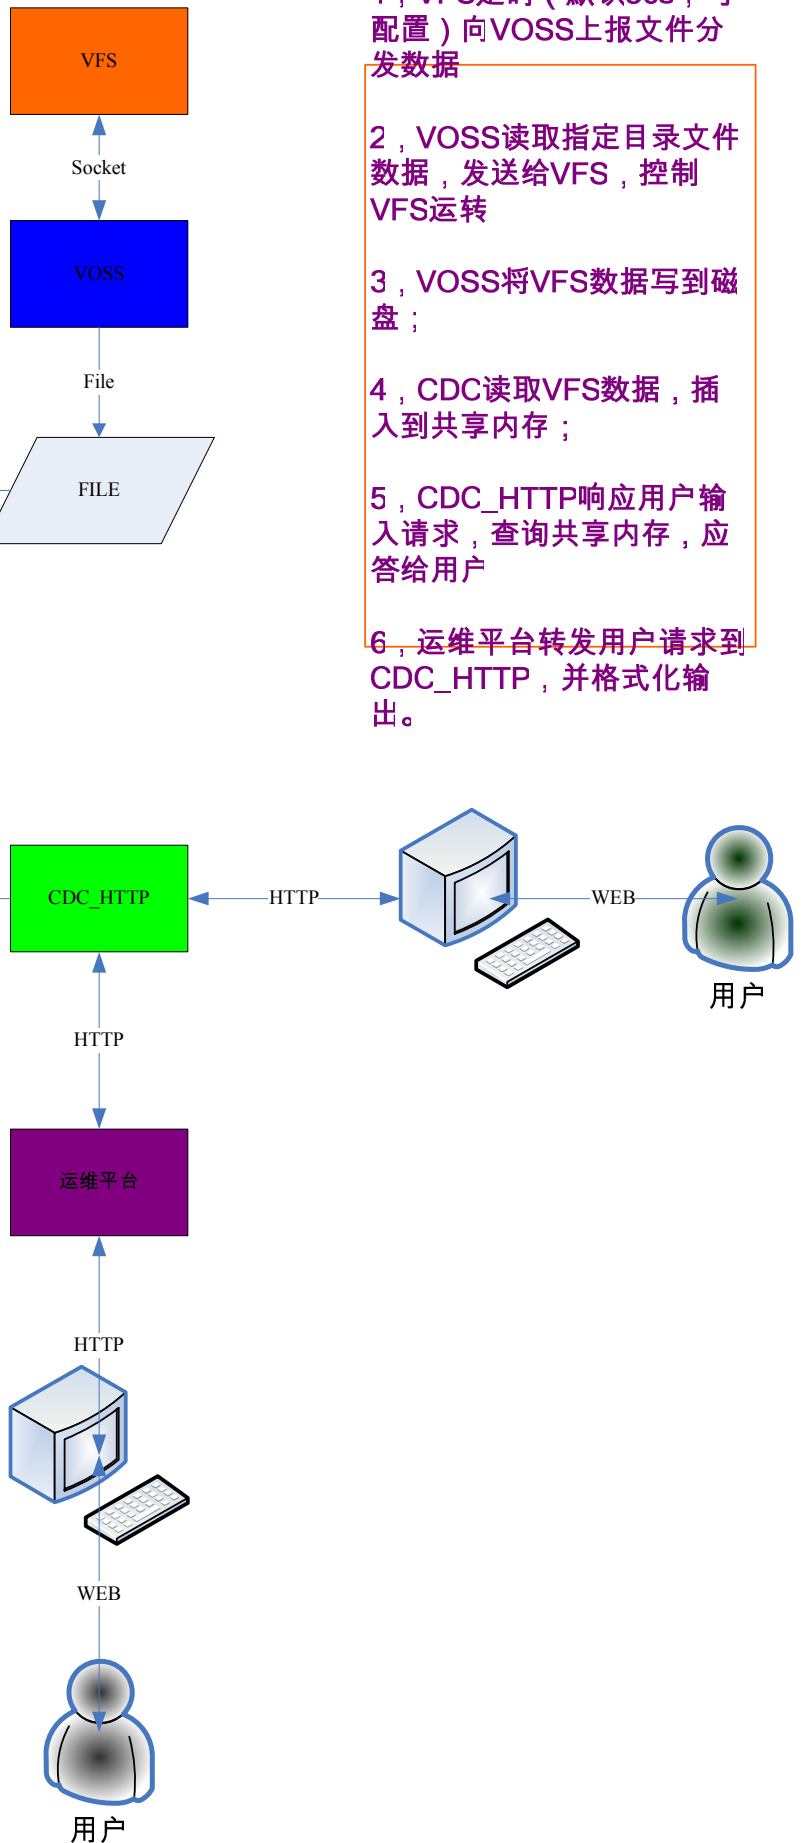 VFS
Socket
VOSS
File
FILE
配置）向VOSS上报文件分
发数据
2，VOSS读取指定目录文件
数据，发送给VFS，控制
VFS运转
3，VOSS将VFS数据写到磁
盘；
4，CDC读取VFS数据，插
入到共享内存；
5，CDC_HTTP响应用户输
入请求，查询共享内存，应
答给用户
6，运维平台转发用户请求到
CDC_HTTP，并格式化输
出。
CDC_HTTP
HTTP
WEB
用户
HTTP
运维平台
HTTP
WEB
用户